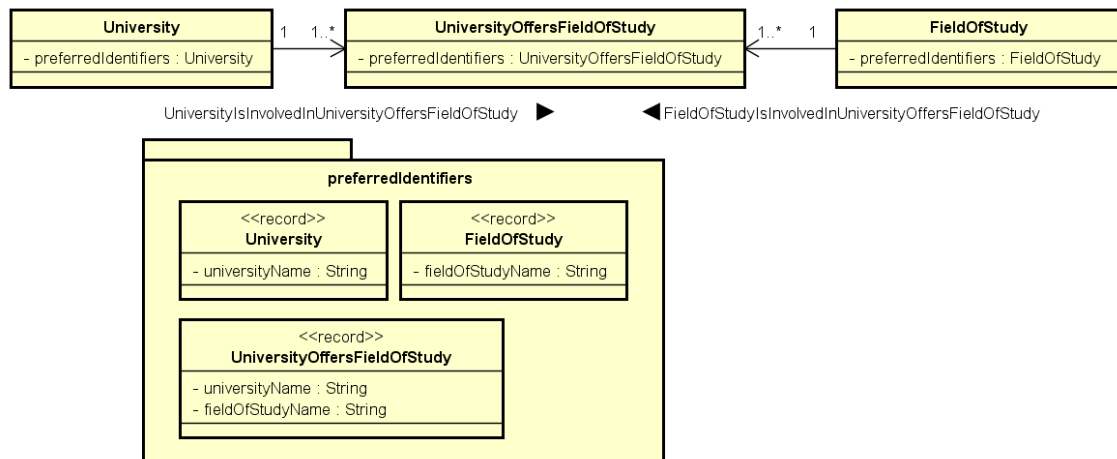 University
- preferredIdentifiers : University
1
1..*
UniversityOffersFieldOfStudy
- preferredIdentifiers : UniversityOffersFieldOfStudy
1..*
1
FieldOfStudy
- preferredIdentifiers : FieldOfStudy
UniversityIsInvolvedInUniversityOffersFieldOfStudy
FieldOfStudyIsInvolvedInUniversityOffersFieldOfStudy
preferredIdentifiers
<<record>>
University
- universityName : String
<<record>>
FieldOfStudy
- fieldOfStudyName : String
<<record>>
UniversityOffersFieldOfStudy
- universityName : String
- fieldOfStudyName : String